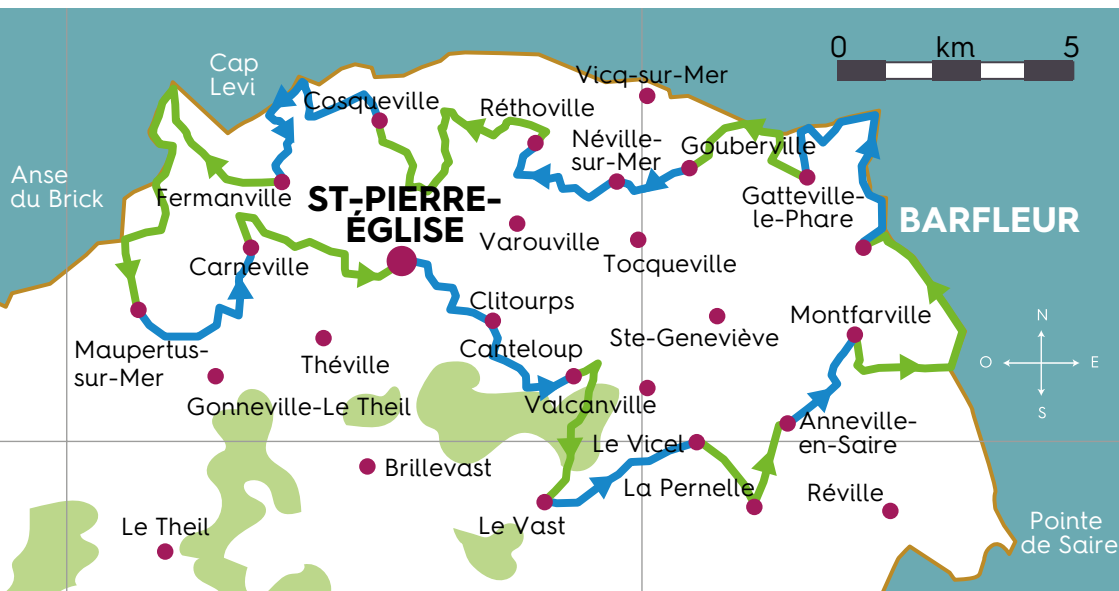 0 km 5
Cap
Levi
Vicq-sur-Mer
Cosqueville
Réthoville
Néville-
sur-Mer
Gouberville
Anse
du Brick
Fermanville
ST-PIERRE-
ÉGLISE
Gatteville-
le-Phare
BARFLEUR
Varouville
Tocqueville
Carneville
Clitourps
Montfarville
N
O
E
S
Ste-Geneviève
Maupertus-
sur-Mer
Théville
Canteloup
Gonneville-Le Theil
Valcanville
Anneville-
en-Saire
Le Vicel
Brillevast
La Pernelle
Réville
Le Theil
Le Vast
Pointe
de Saire